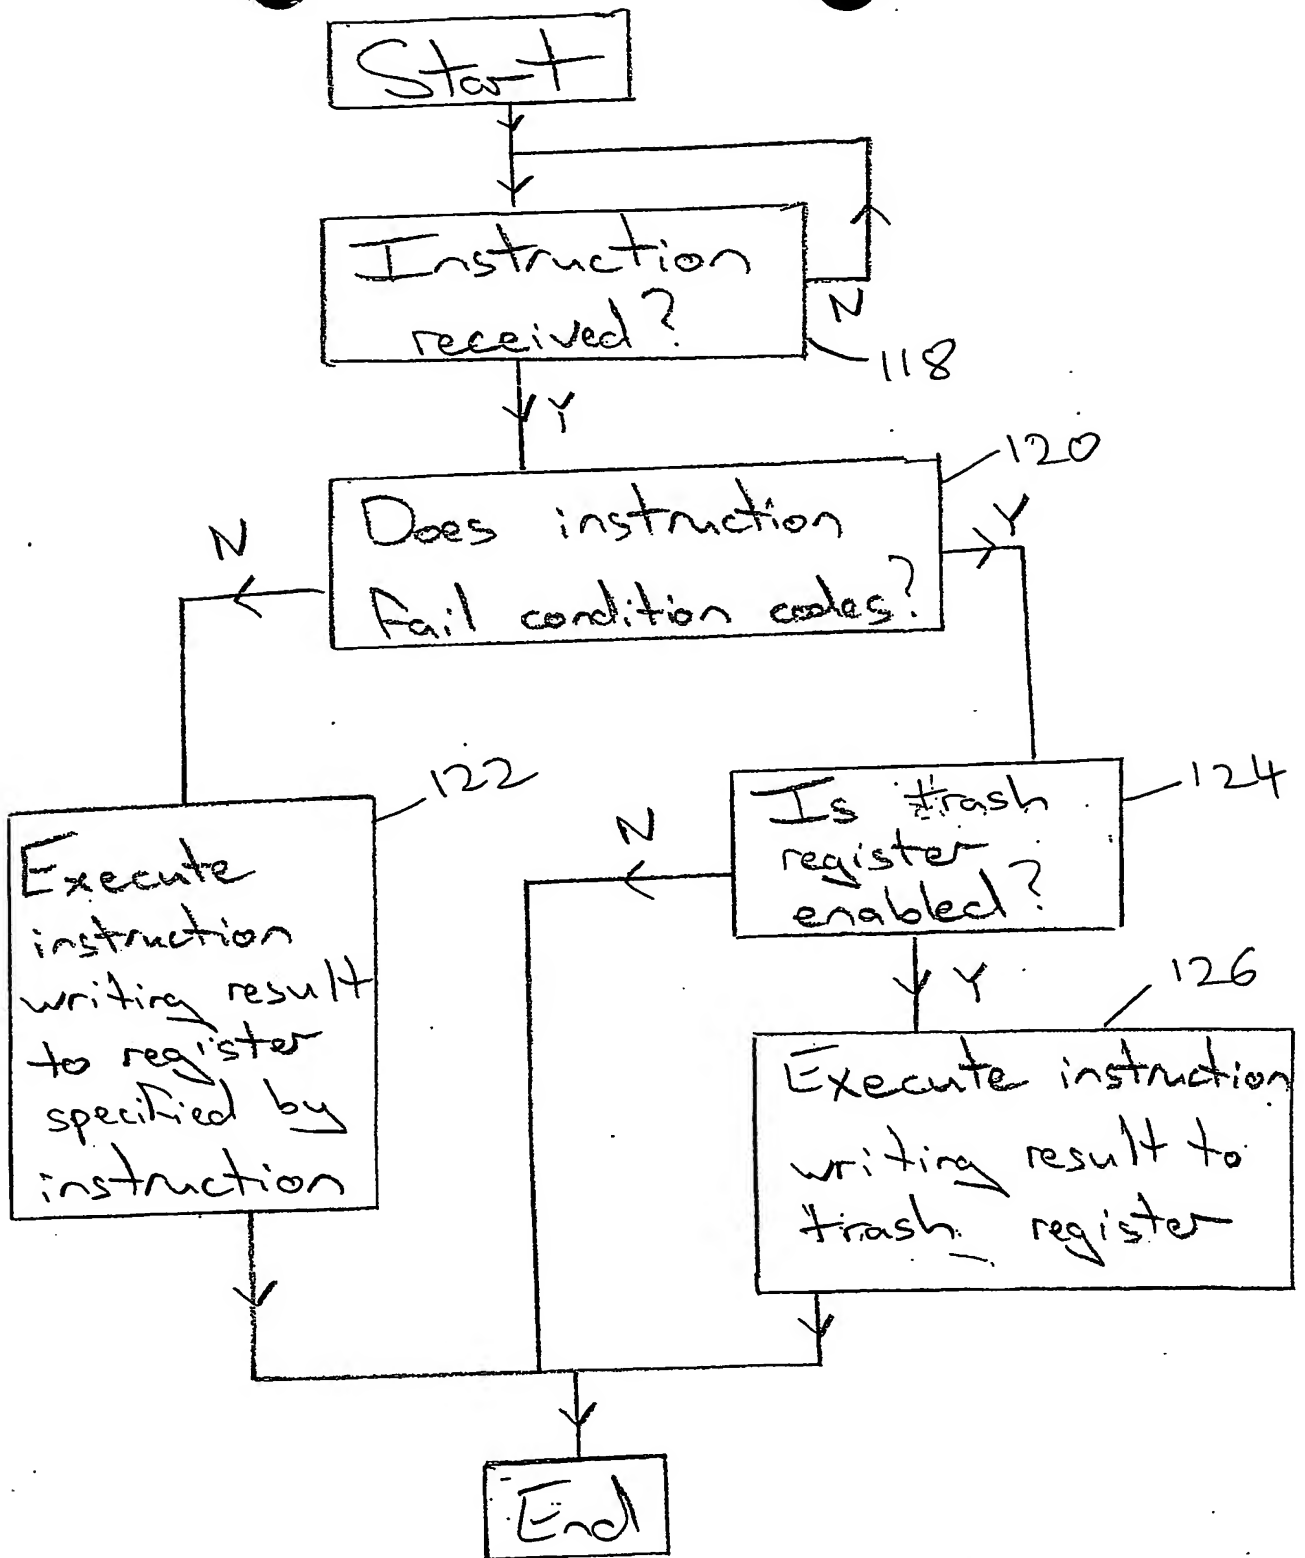 Start
Instruction
received?
N
118
Y
120
Does instruction
fail condition codes?
N
Y
122
Execute
instruction
writing result
to register
specified by
instruction
124
Is trash
register
enabled?
N
Y
126
Execute instruction
writing result to
trash register
End